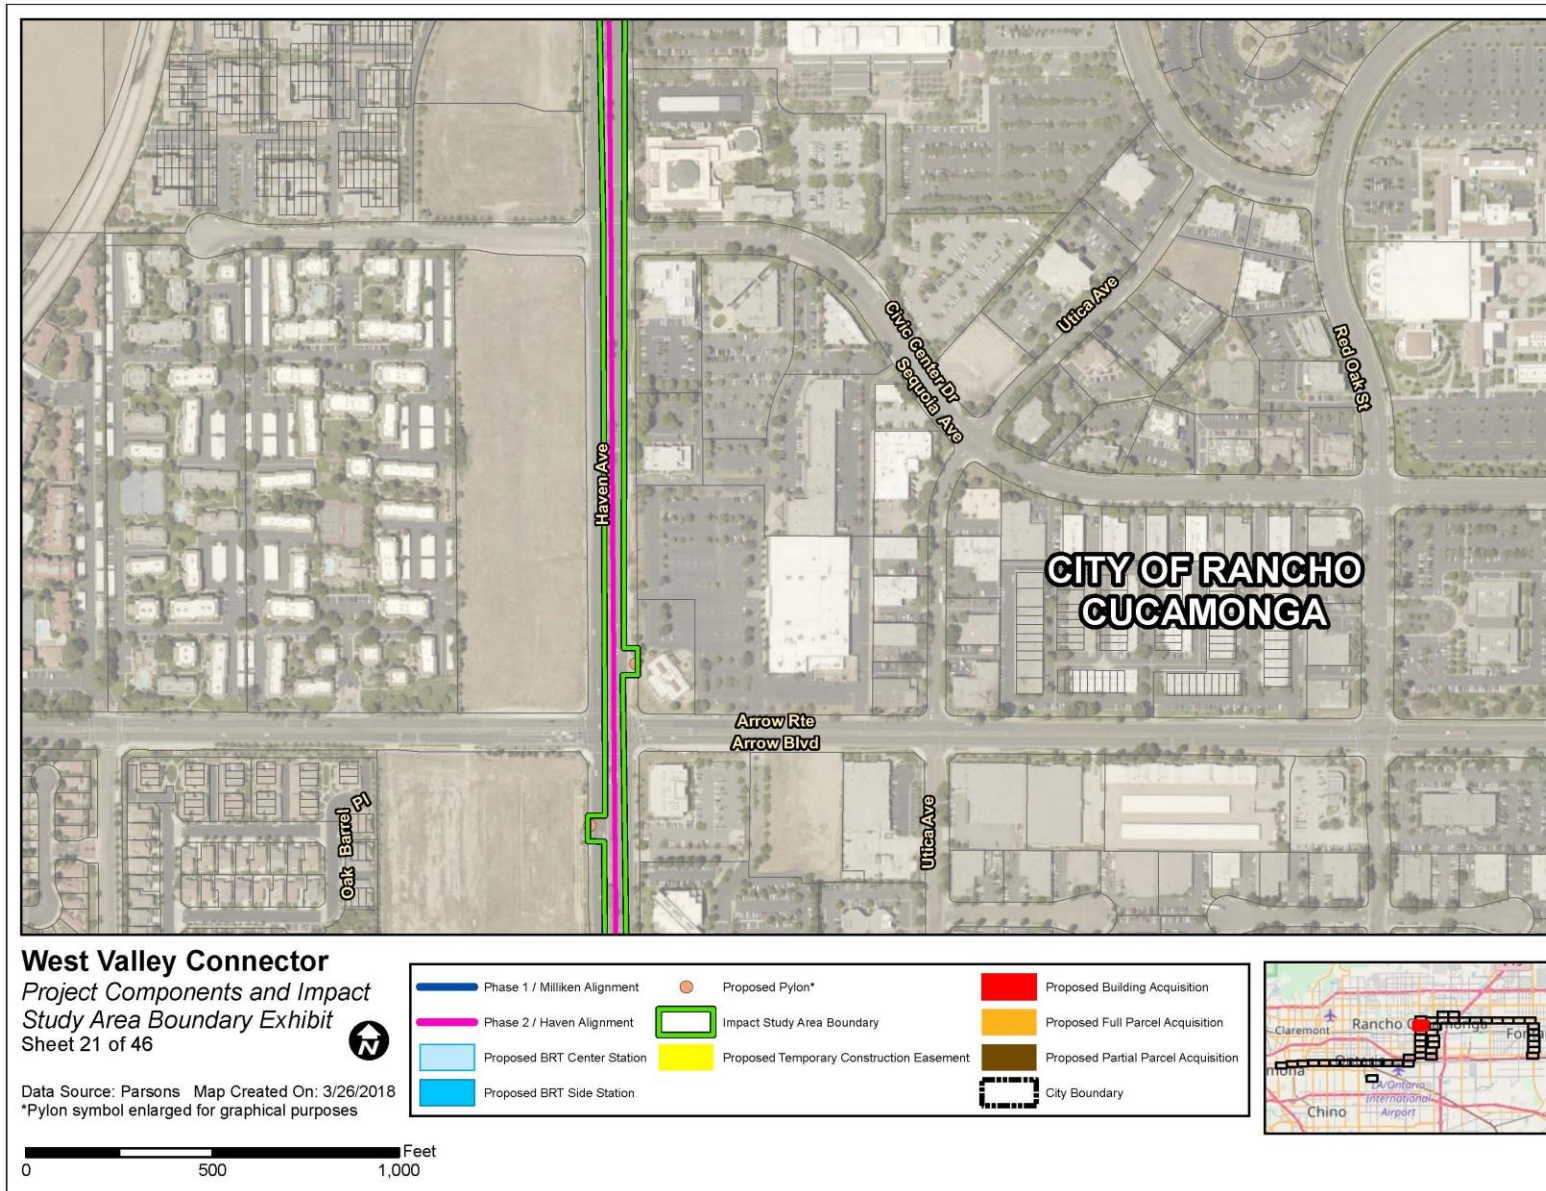 Civic Center Dr
Sequoia Ave
Utica Ave
Red Oak St
Haven Ave
CITY OF RANCHO
CUCAMONGA
Arrow Rte
Arrow Blvd
Oak Barrel Pl
Utica Ave
West Valley Connector
Project Components and Impact
Study Area Boundary Exhibit
Sheet 21 of 46
N
Data Source: Parsons Map Created On: 3/26/2018
*Pylon symbol enlarged for graphical purposes
0 500 1,000
Feet
Phase 1 / Milliken Alignment
Phase 2 / Haven Alignment
Proposed BRT Center Station
Proposed BRT Side Station
Proposed Pylon*
Impact Study Area Boundary
Proposed Temporary Construction Easement
Proposed Building Acquisition
Proposed Full Parcel Acquisition
Proposed Partial Parcel Acquisition
City Boundary
Claremont
Rancho
LA/Ontario
International
Airport
Chino